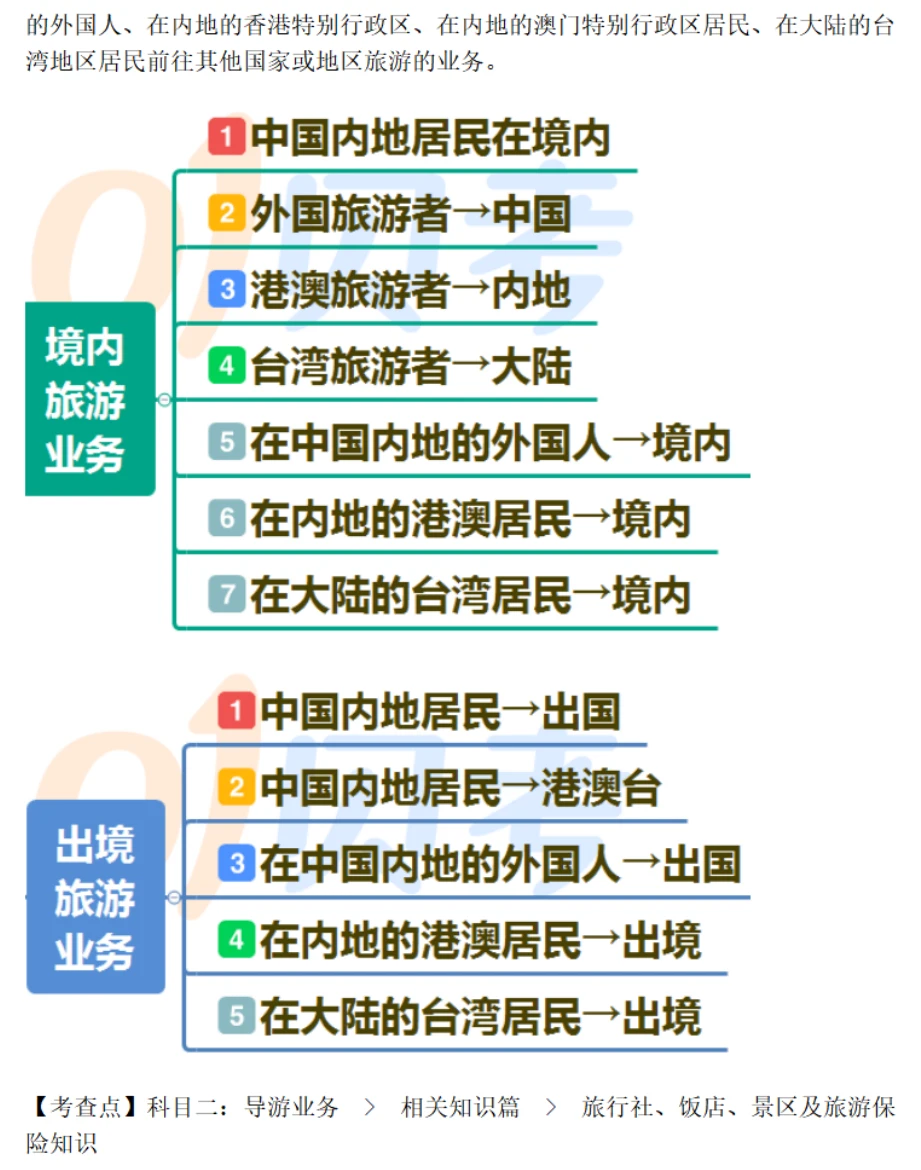 的外国人、在内地的香港特别行政区、在内地的澳门特别行政区居民、在大陆的台
湾地区居民前往其他国家或地区旅游的业务。
境内
旅游
业务
1 中国内地居民在境内
2 外国旅游者→中国
3 港澳旅游者→内地
4 台湾旅游者→大陆
5 在中国内地的外国人→境内
6 在内地的港澳居民→境内
7 在大陆的台湾居民→境内
出境
旅游
业务
1 中国内地居民→出国
2 中国内地居民→港澳台
3 在中国内地的外国人→出国
4 在内地的港澳居民→出境
5 在大陆的台湾居民→出境
【考查点】科目二：导游业务 > 相关知识篇 > 旅行社、饭店、景区及旅游保
险知识